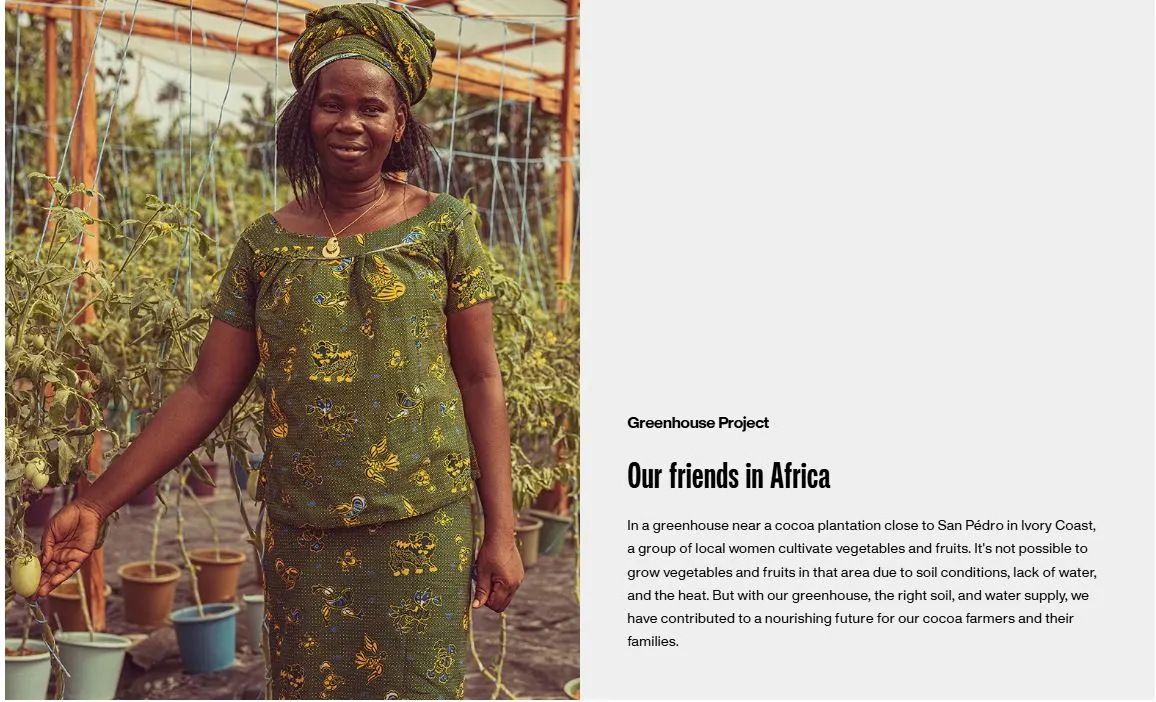 Greenhouse Project
Our friends in Africa
In a greenhouse near a cocoa plantation close to San Pédro in Ivory Coast,
a group of local women cultivate vegetables and fruits. It's not possible to
grow vegetables and fruits in that area due to soil conditions, lack of water,
and the heat. But with our greenhouse, the right soil, and water supply, we
have contributed to a nourishing future for our cocoa farmers and their
families.